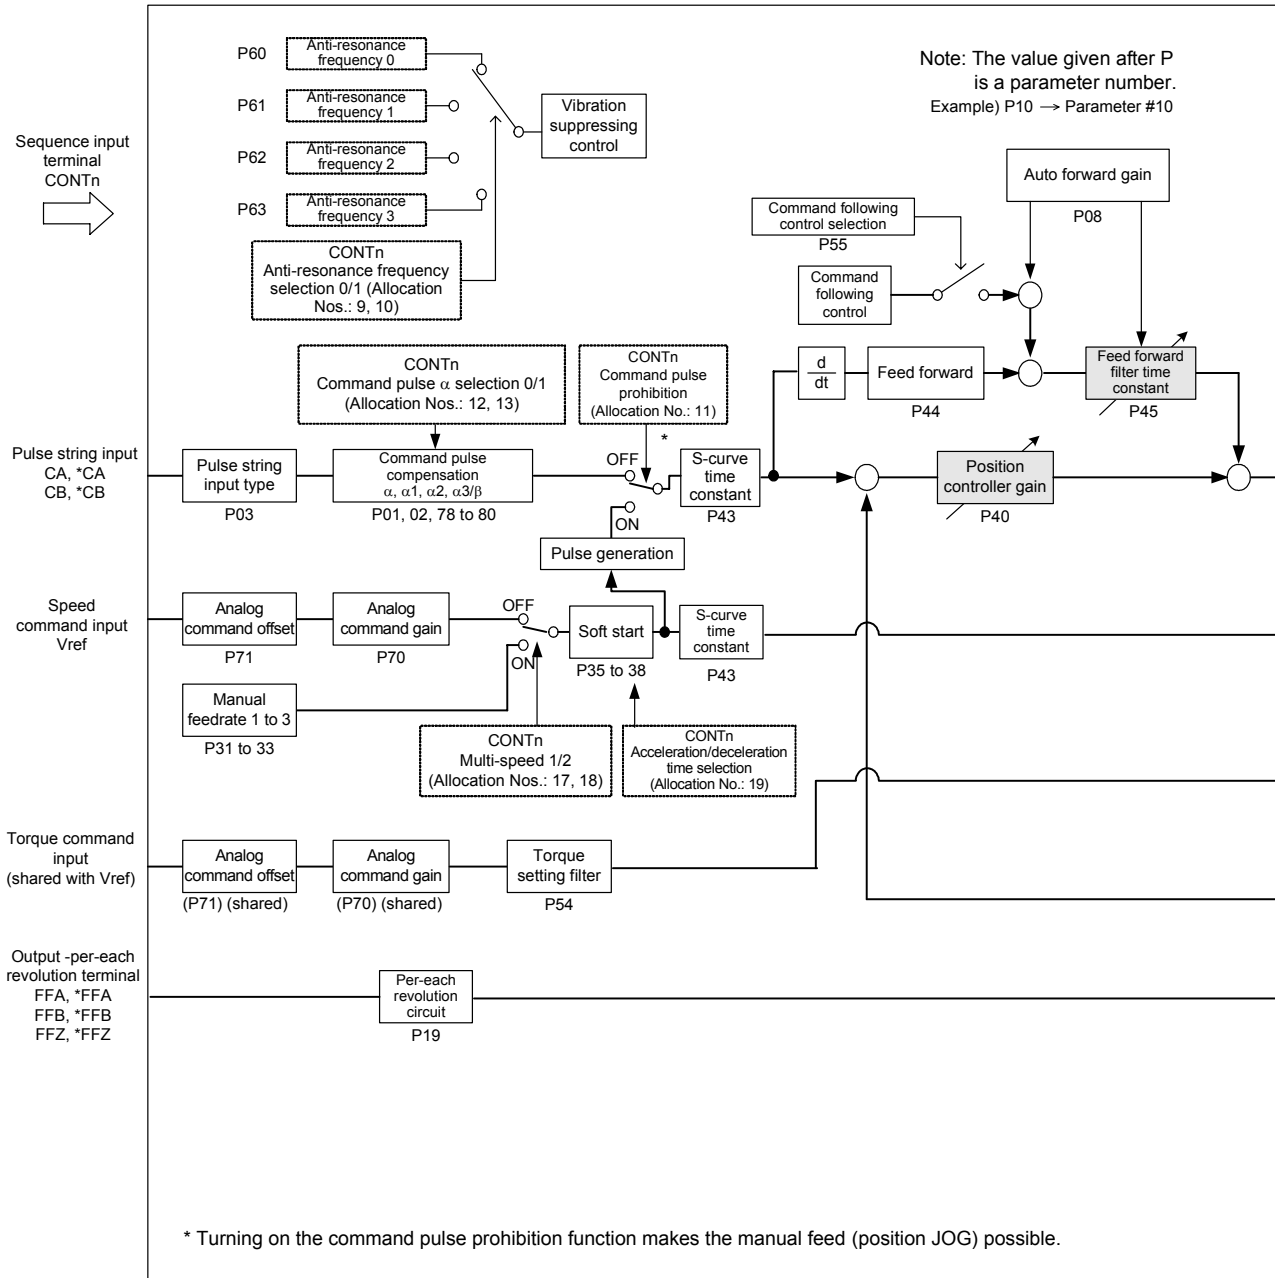 P60
Anti-resonance
frequency 0
P61
Anti-resonance
frequency 1
P62
Anti-resonance
frequency 2
P63
Anti-resonance
frequency 3
Vibration
suppressing
control
CONTn
Anti-resonance frequency
selection 0/1 (Allocation
Nos.: 9, 10)
Note: The value given after P
is a parameter number.
Example) P10 → Parameter #10
Sequence input
terminal
CONTn
Auto forward gain
P08
Command following
control selection
P55
Command
following
control
d
dt
Feed forward
P44
Feed forward
filter time
constant
P45
CONTn
Command pulse α selection 0/1
(Allocation Nos.: 12, 13)
CONTn
Command pulse
prohibition
(Allocation No.: 11)
*
Pulse string input
CA, *CA
CB, *CB
Pulse string
input type
P03
Command pulse
compensation
α, α1, α2, α3/β
P01, 02, 78 to 80
OFF
ON
S-curve
time
constant
P43
Position
controller gain
P40
Pulse generation
Speed
command input
Vref
Analog
command offset
P71
Analog
command gain
P70
OFF
ON
Soft start
P35 to 38
S-curve
time
constant
P43
Manual
feedrate 1 to 3
P31 to 33
CONTn
Multi-speed 1/2
(Allocation Nos.: 17, 18)
CONTn
Acceleration/deceleration
time selection
(Allocation No.: 19)
Torque command
input
(shared with Vref)
Analog
command offset
(P71) (shared)
Analog
command gain
(P70) (shared)
Torque
setting filter
P54
Output -per-each
revolution terminal
FFA, *FFA
FFB, *FFB
FFZ, *FFZ
Per-each
revolution
circuit
P19
* Turning on the command pulse prohibition function makes the manual feed (position JOG) possible.